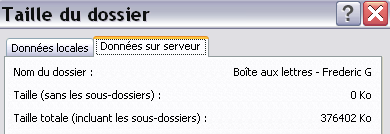 Taille du dossier
Données locales
Données sur serveur
Nom du dossier : Boîte aux lettres - Frederic G
Taille (sans les sous-dossiers) : 0 Ko
Taille totale (incluant les sous-dossiers) : 376402 Ko